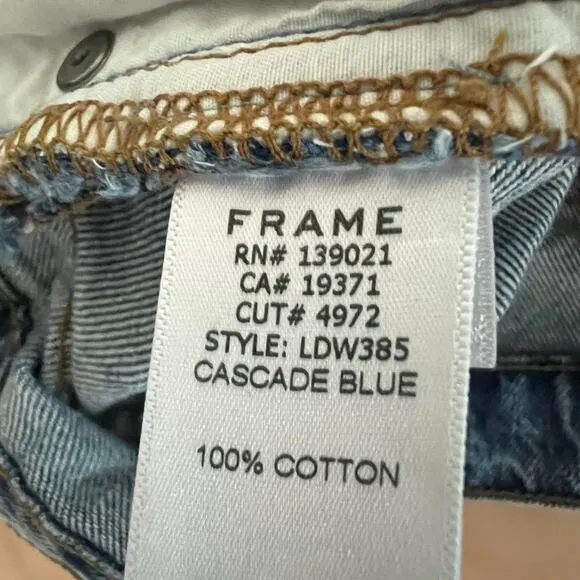 FRAME
RN# 139021
CA# 19371
CUT# 4972
STYLE: LDW385
CASCADE BLUE
100% COTTON